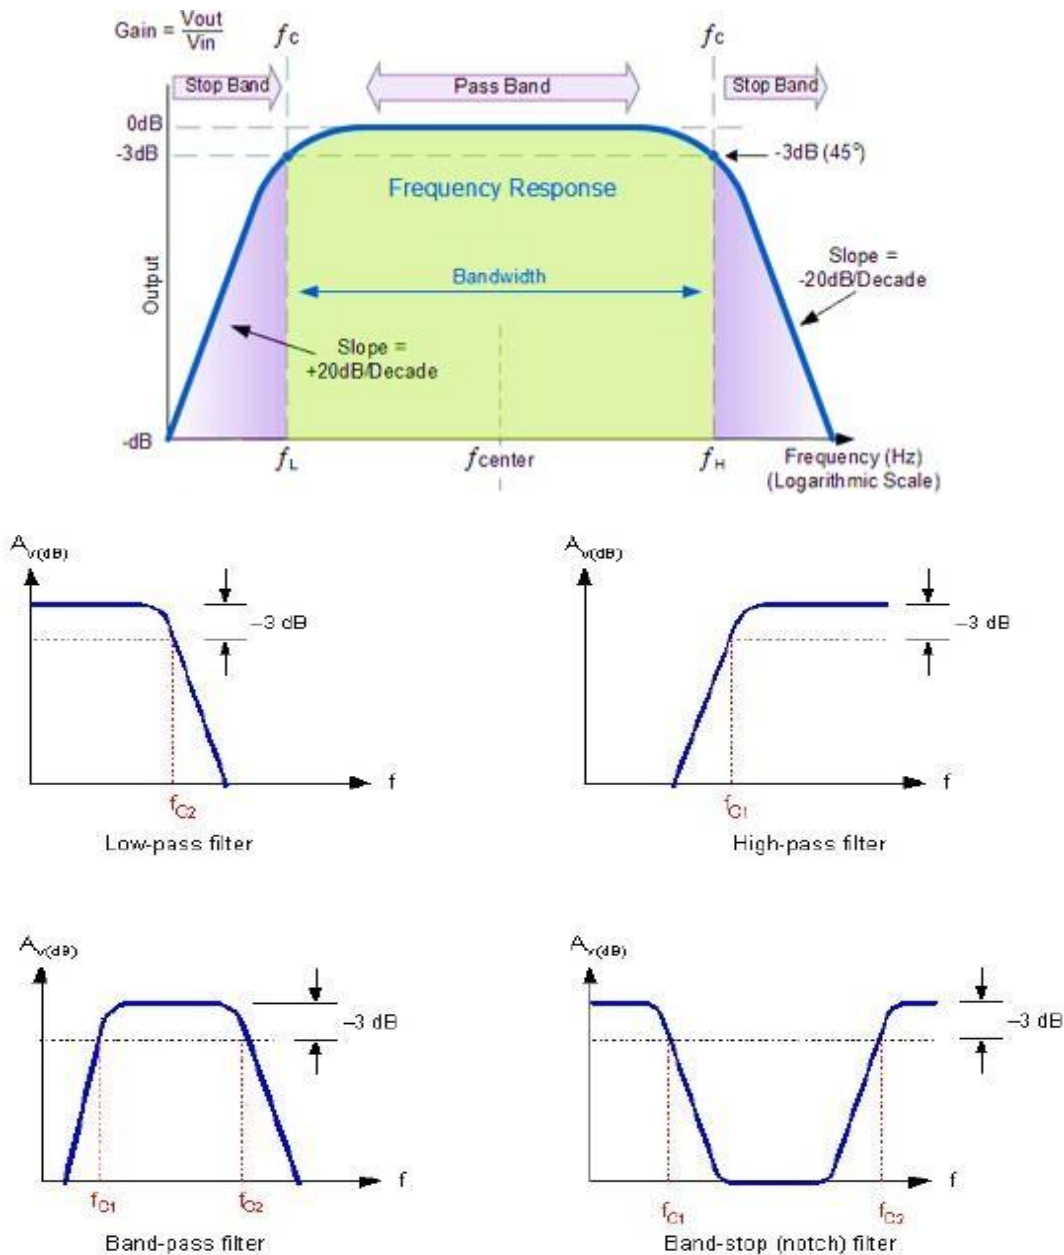 Gain = Vout
Vin
fC
fC
Stop Band
Pass Band
Stop Band
0dB
-3dB
-3dB (45°)
Frequency Response
Output
Bandwidth
Slope =
-20dB/Decade
Slope =
+20dB/Decade
-dB
fL
fcenter
fH
Frequency (Hz)
(Logarithmic Scale)
Av(dB)
–3 dB
f
fC2
Low-pass filter
Av(dB)
–3 dB
f
fC1
High-pass filter
Av(dB)
–3 dB
f
fC1
fC2
Band-pass filter
Av(dB)
–3 dB
f
fC1
fC2
Band-stop (notch) filter